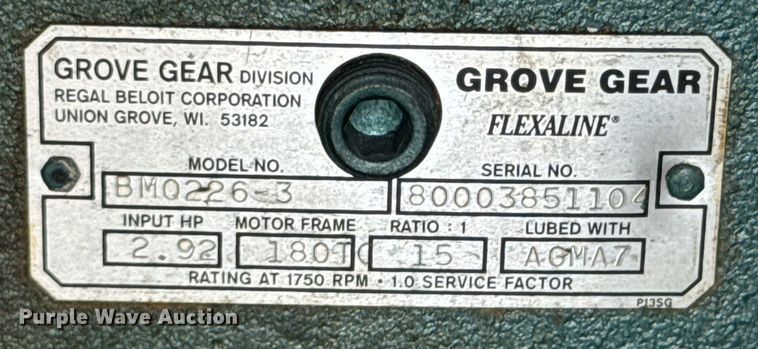 GROVE GEAR DIVISION
REGAL BELOIT CORPORATION
UNION GROVE, WI. 53182
GROVE GEAR
FLEXALINE®
MODEL NO. SERIAL NO.
BMQ226-3 80003851104
INPUT HP MOTOR FRAME RATIO : 1 LUBED WITH
2.92 180TC 15 AGMA7
RATING AT 1750 RPM • 1.0 SERVICE FACTOR
P13SG
Purple Wave Auction